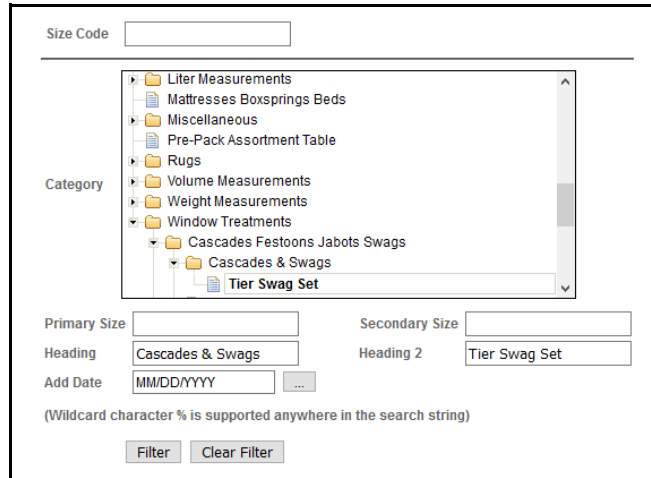 Size Code
Category
Liter Measurements
Mattresses Boxsprings Beds
Miscellaneous
Pre-Pack Assortment Table
Rugs
Volume Measurements
Weight Measurements
Window Treatments
Cascades Festoons Jabots Swags
Cascades & Swags
Tier Swag Set
Primary Size Secondary Size
Heading Cascades & Swags Heading 2 Tier Swag Set
Add Date MM/DD/YYYY ...
(Wildcard character % is supported anywhere in the search string)
Filter Clear Filter